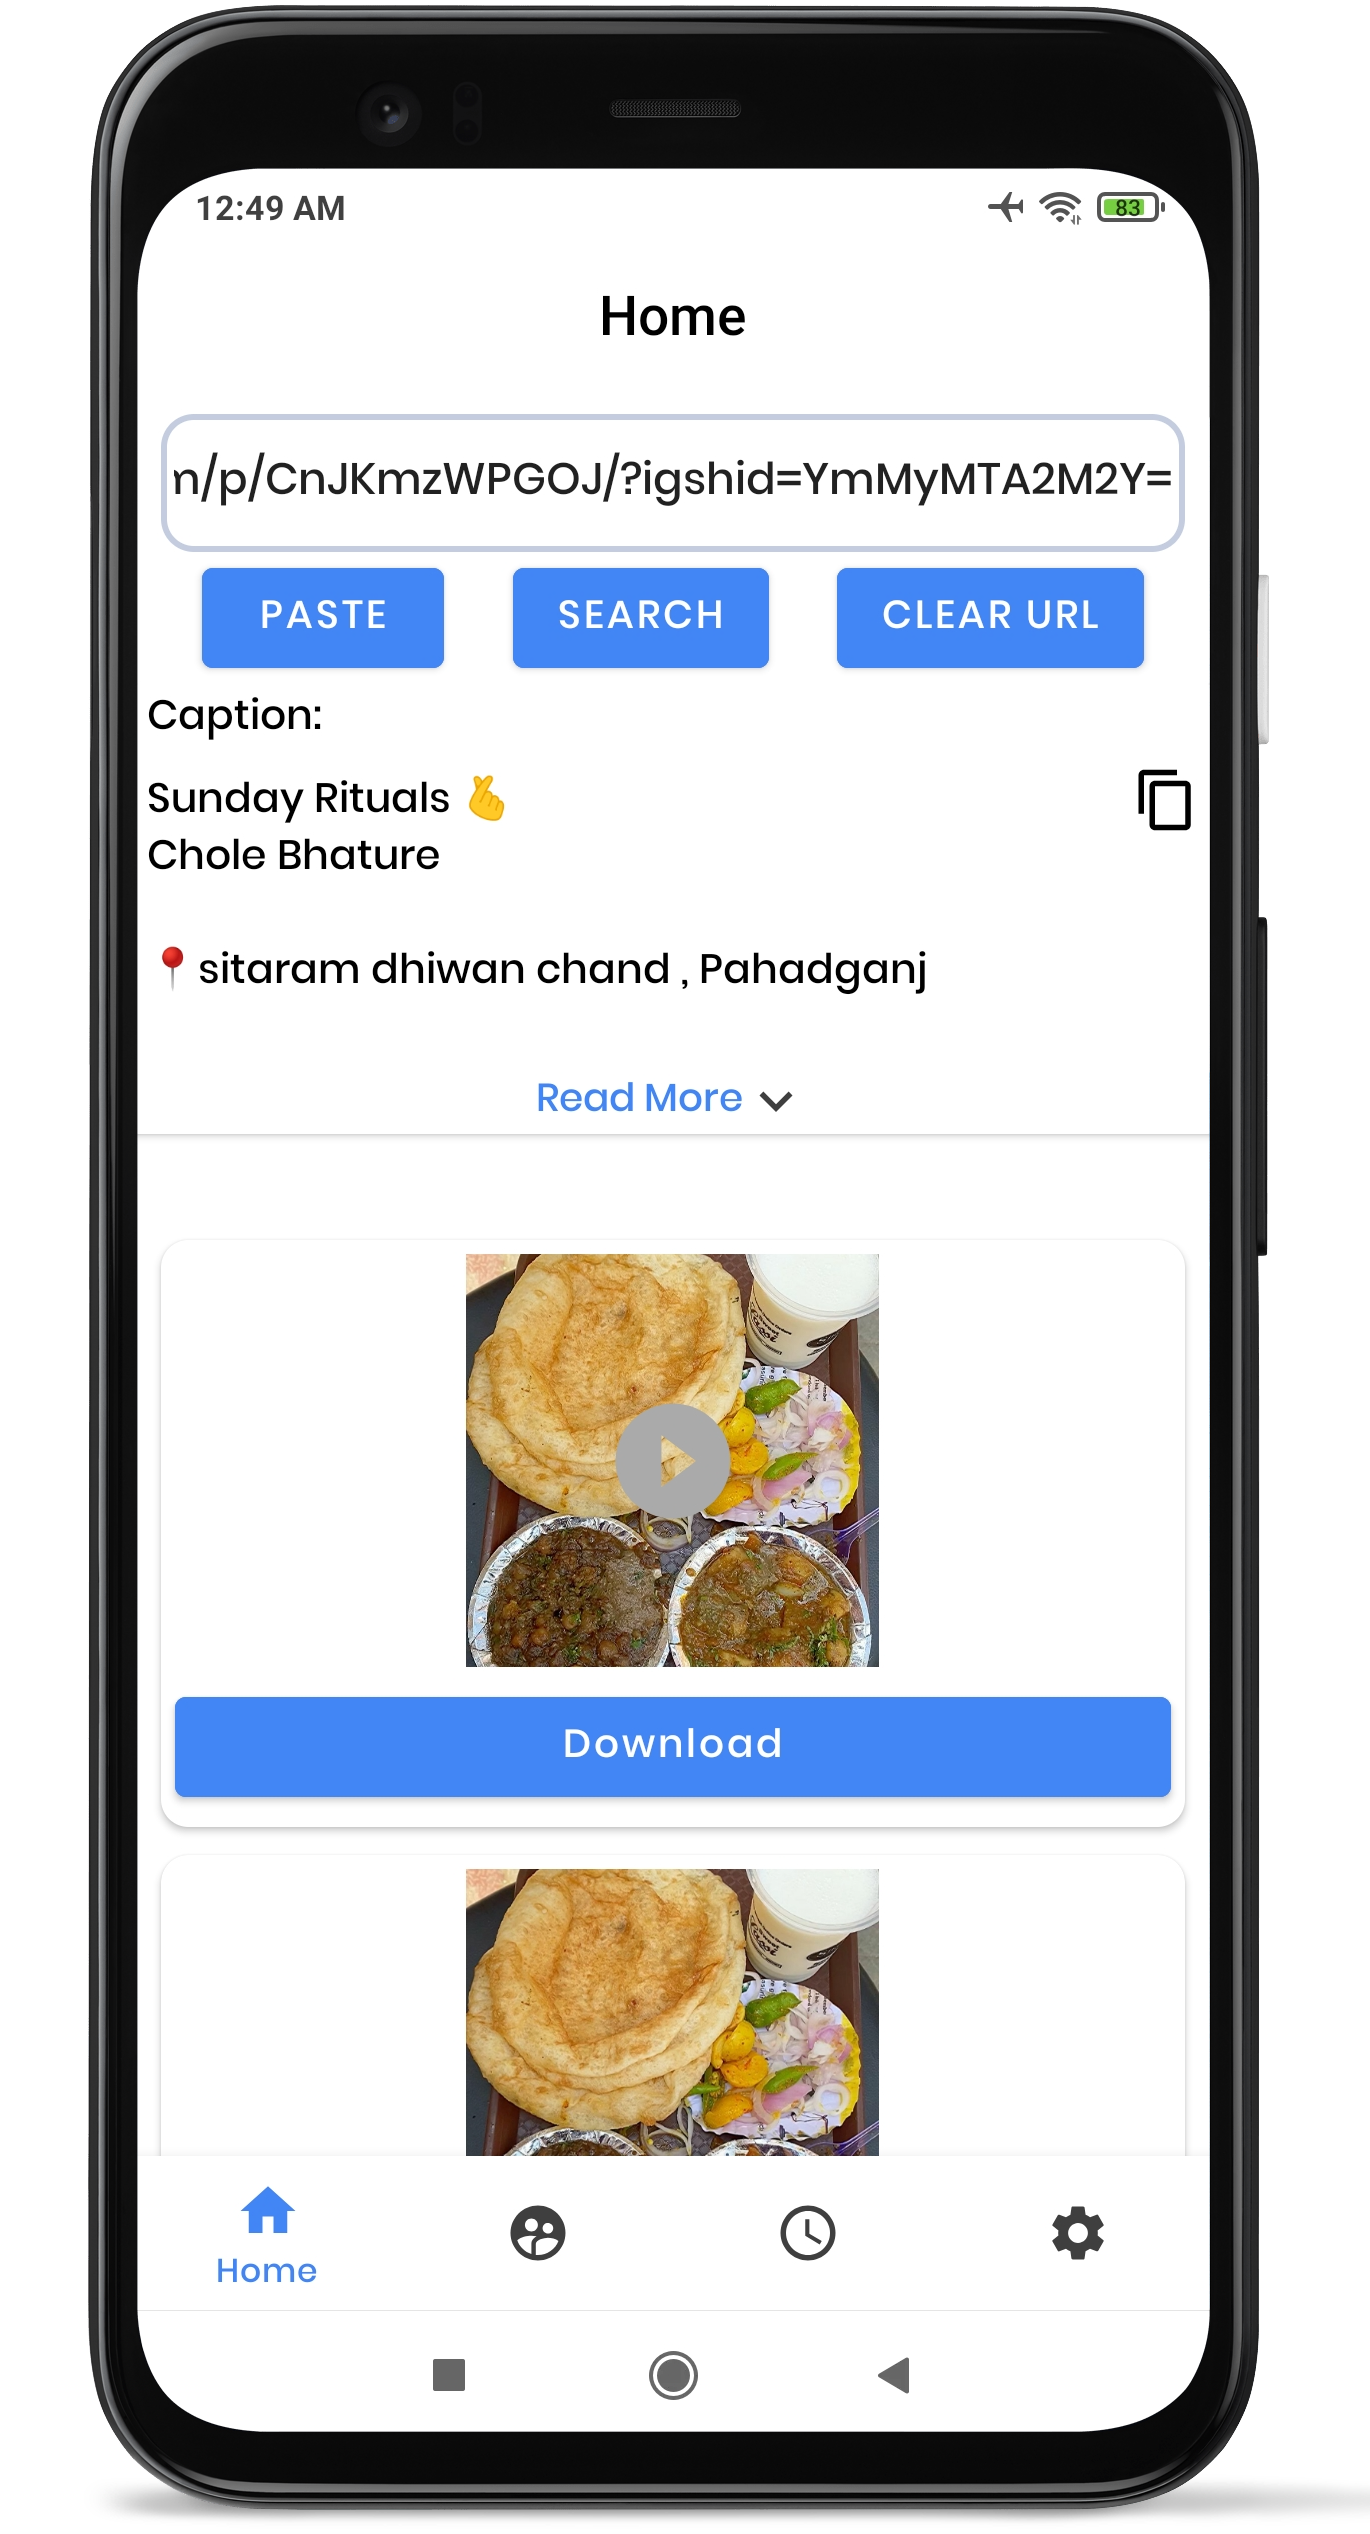 12:49 AM
83
Home
n/p/CnJKmzWPGOJ/?igshid=YmMyMTA2M2Y=
PASTE
SEARCH
CLEAR URL
Caption:
Sunday Rituals 🫰
Chole Bhature
📍sitaram dhiwan chand , Pahadganj
Read More
Download
Home